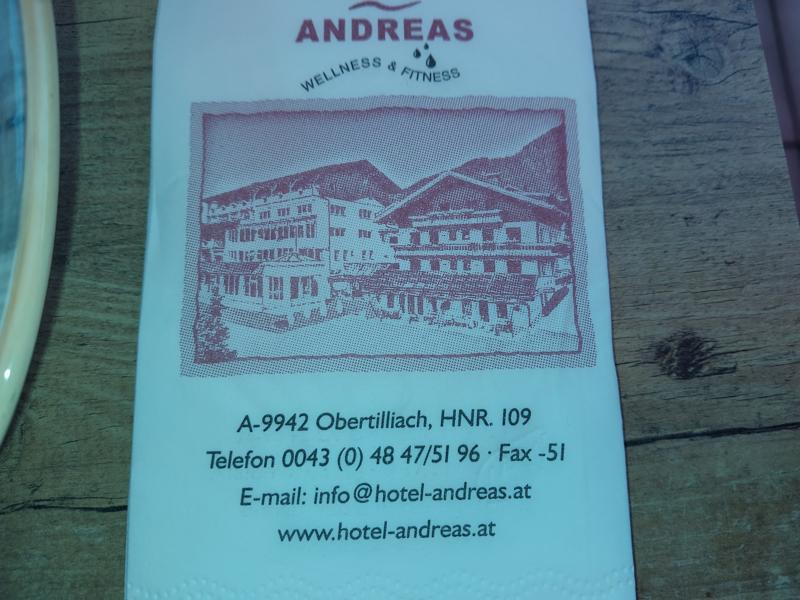 ANDREAS
WELLNESS & FITNESS
A-9942 Obertilliach, HNR. 109
Telefon 0043 (0) 48 47/51 96 · Fax -51
E-mail: info@hotel-andreas.at
www.hotel-andreas.at